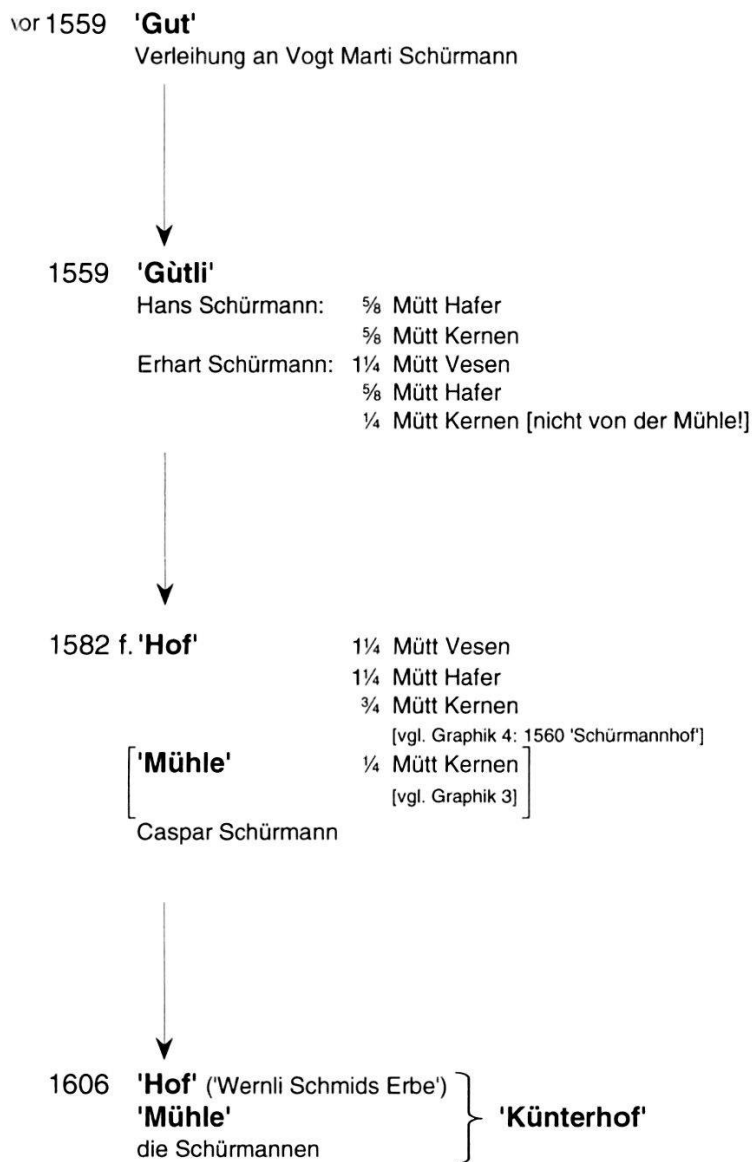 vor 1559 'Gut'
Verleihung an Vogt Marti Schürmann
1559 'Gùtli'
Hans Schürmann: ⅝ Mütt Hafer
⅝ Mütt Kernen
Erhart Schürmann: 1¼ Mütt Vesen
⅝ Mütt Hafer
¼ Mütt Kernen [nicht von der Mühle!]
1582 f. 'Hof' 1¼ Mütt Vesen
1¼ Mütt Hafer
¾ Mütt Kernen
[vgl. Graphik 4: 1560 'Schürmannhof']
'Mühle' ¼ Mütt Kernen
[vgl. Graphik 3]
Caspar Schürmann
1606 'Hof' ('Wernli Schmids Erbe')
'Mühle' 'Künterhof'
die Schürmannen